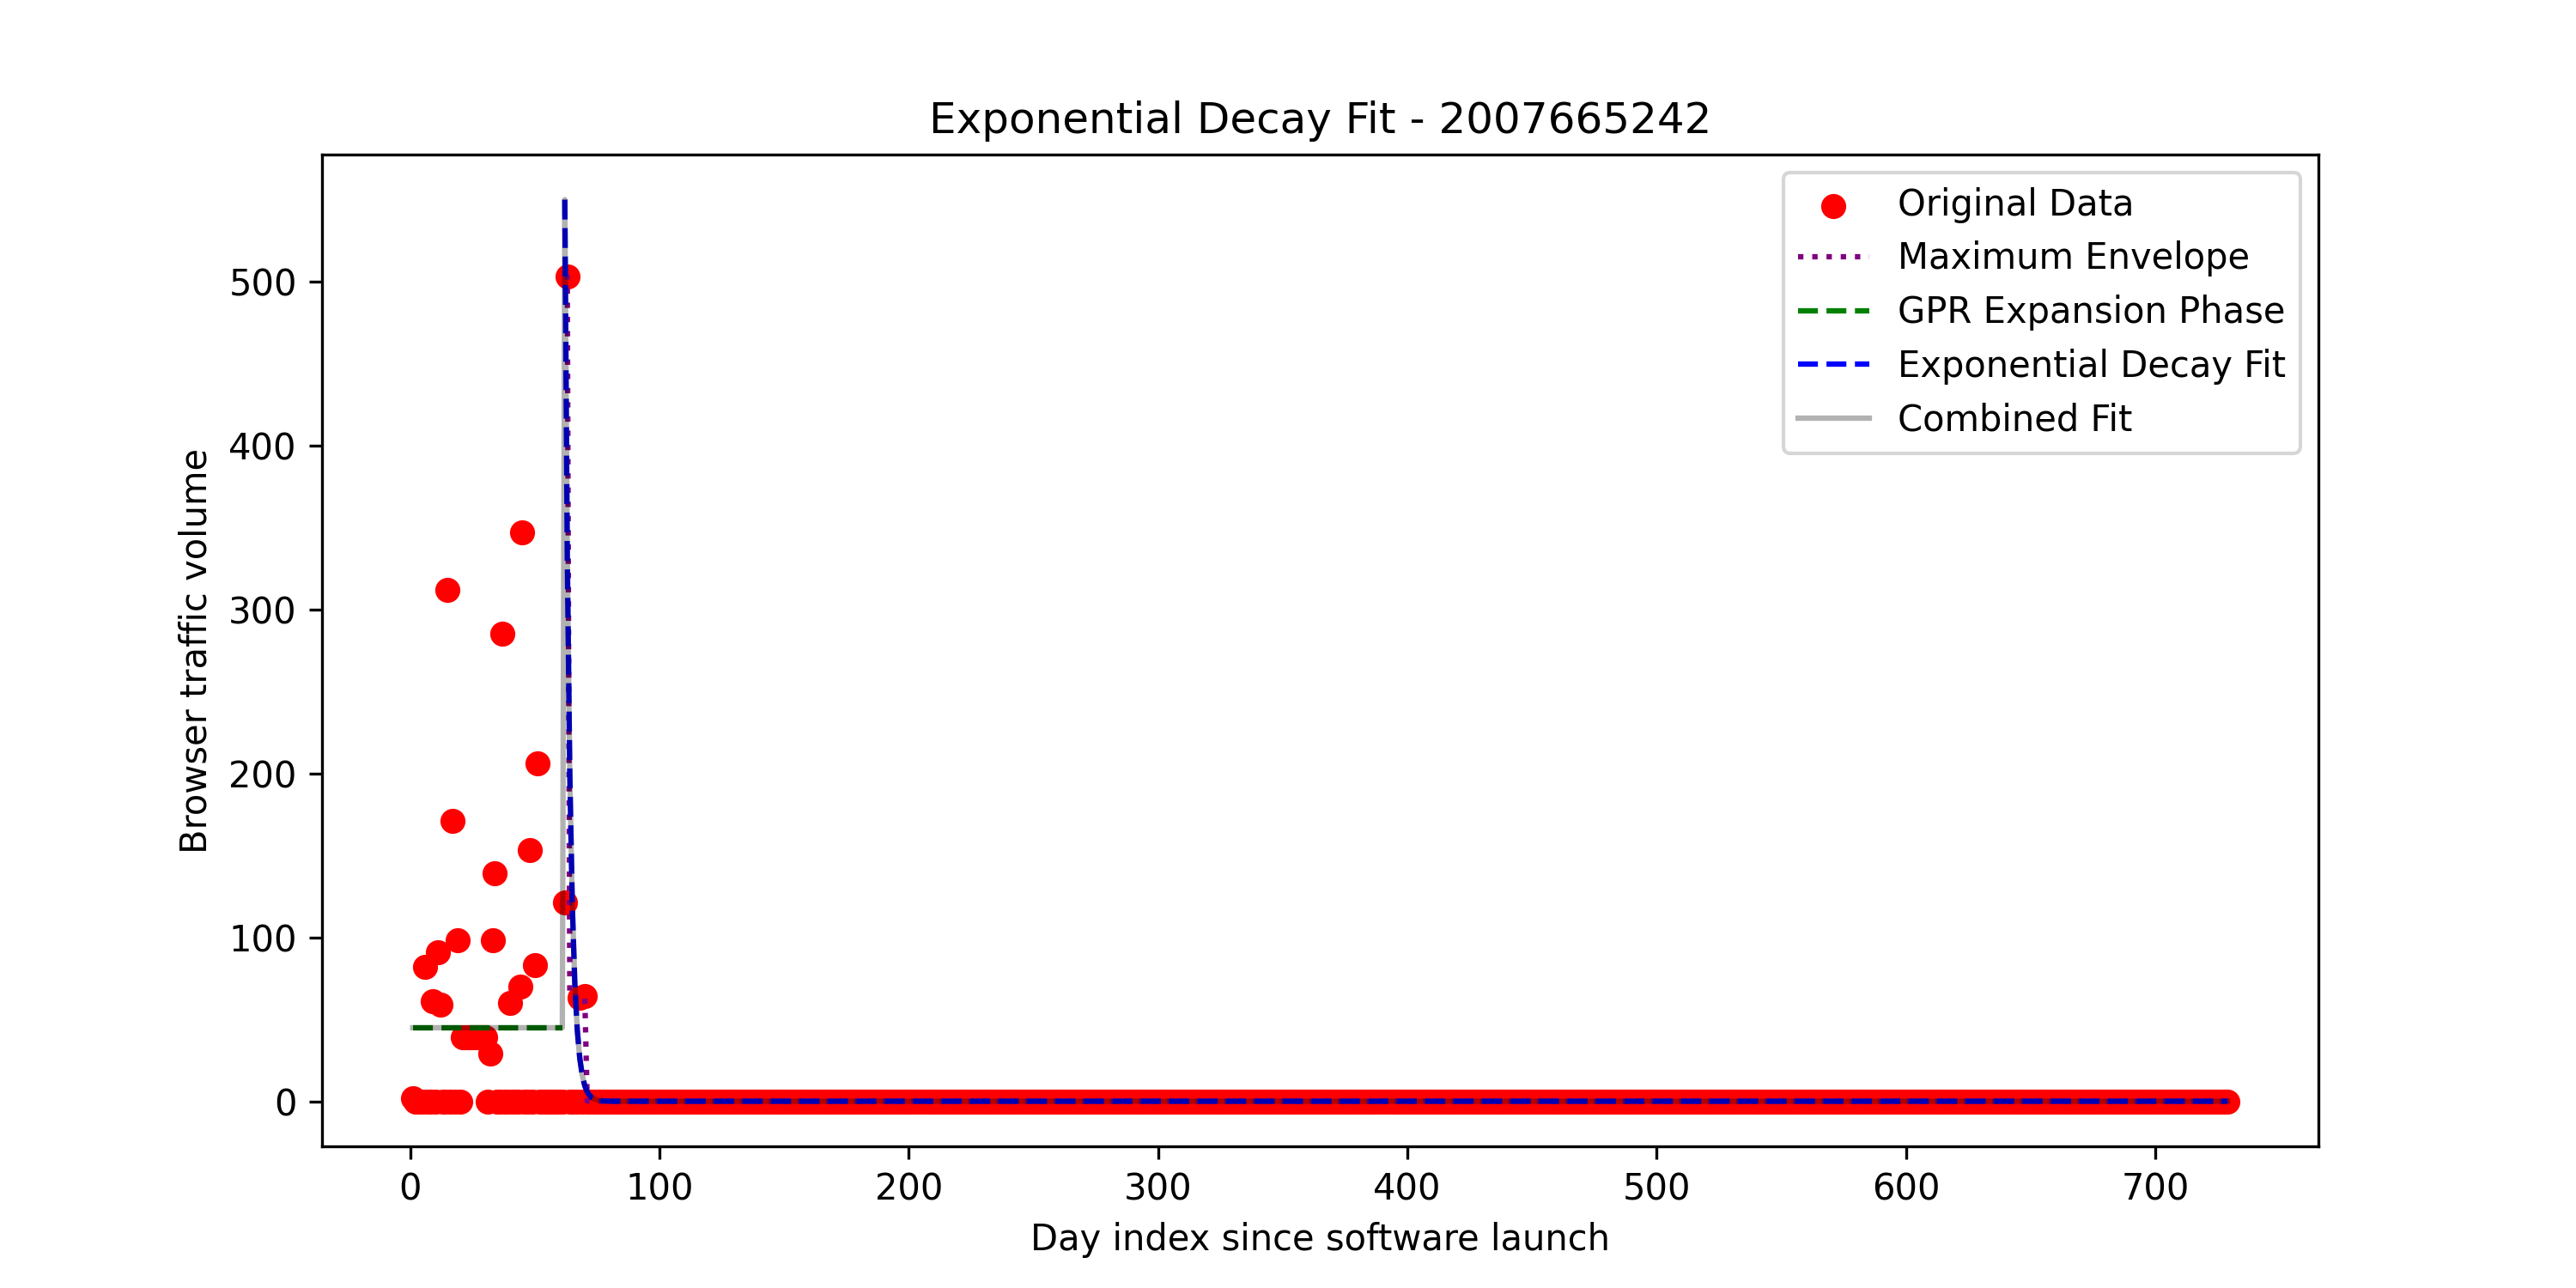 Exponential Decay Fit - 2007665242
Original Data
Maximum Envelope
GPR Expansion Phase
Exponential Decay Fit
Combined Fit
Browser traffic volume
500
400
300
200
100
0
0 100 200 300 400 500 600 700
Day index since software launch